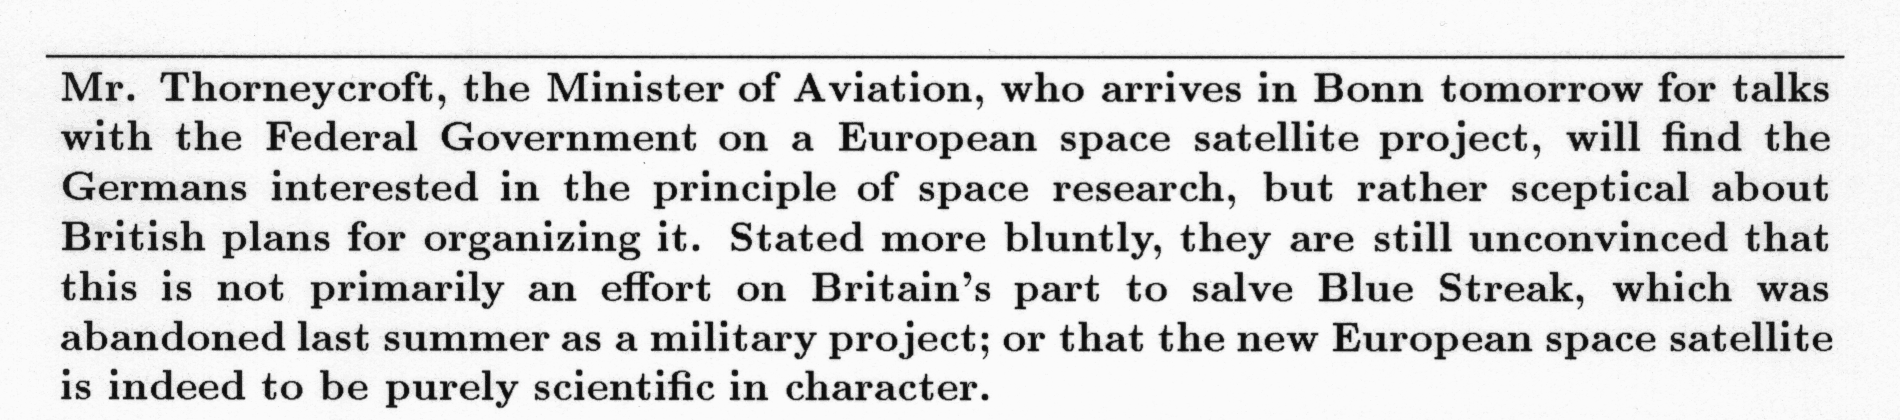 Mr. Thorneycroft, the Minister of Aviation, who arrives in Bonn tomorrow for talks
with the Federal Government on a European space satellite project, will find the
Germans interested in the principle of space research, but rather sceptical about
British plans for organizing it. Stated more bluntly, they are still unconvinced that
this is not primarily an effort on Britain's part to salve Blue Streak, which was
abandoned last summer as a military project; or that the new European space satellite
is indeed to be purely scientific in character.